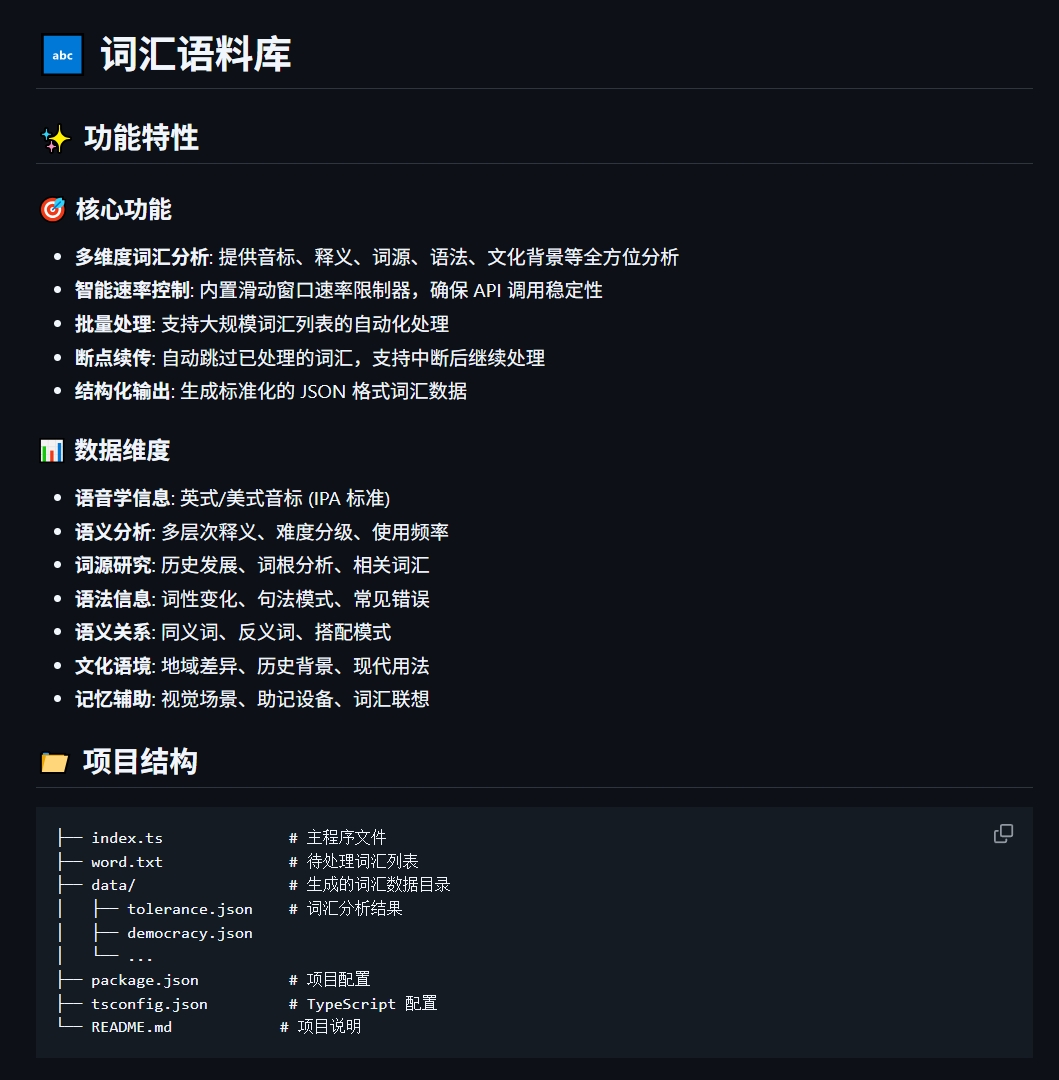 abc 词汇语料库
✨ 功能特性
🎯 核心功能
• 多维度词汇分析: 提供音标、释义、词源、语法、文化背景等全方位分析
• 智能速率控制: 内置滑动窗口速率限制器，确保 API 调用稳定性
• 批量处理: 支持大规模词汇列表的自动化处理
• 断点续传: 自动跳过已处理的词汇，支持中断后继续处理
• 结构化输出: 生成标准化的 JSON 格式词汇数据
📊 数据维度
• 语音学信息: 英式/美式音标 (IPA 标准)
• 语义分析: 多层次释义、难度分级、使用频率
• 词源研究: 历史发展、词根分析、相关词汇
• 语法信息: 词性变化、句法模式、常见错误
• 语义关系: 同义词、反义词、搭配模式
• 文化语境: 地域差异、历史背景、现代用法
• 记忆辅助: 视觉场景、助记设备、词汇联想
📁 项目结构
├── index.ts              # 主程序文件
├── word.txt              # 待处理词汇列表
├── data/                 # 生成的词汇数据目录
│   ├── tolerance.json    # 词汇分析结果
│   ├── democracy.json
│   └── ...
├── package.json          # 项目配置
├── tsconfig.json         # TypeScript 配置
└── README.md            # 项目说明